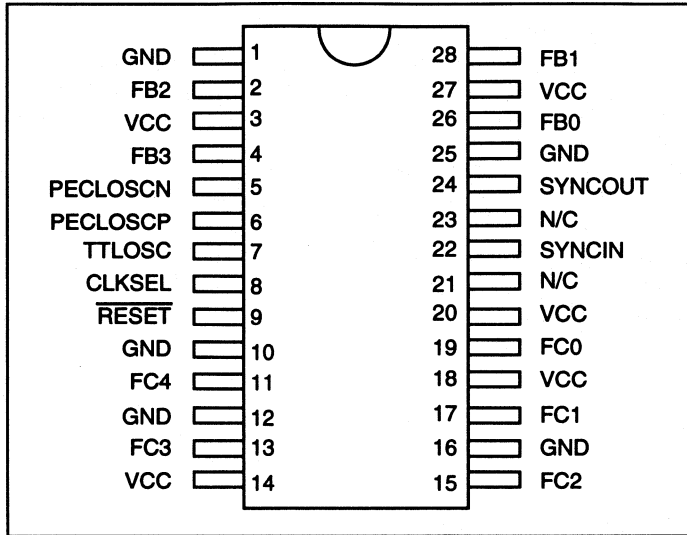 GND 1 28 FB1
FB2 2 27 VCC
VCC 3 26 FB0
FB3 4 25 GND
PECLOSCN 5 24 SYNCOUT
PECLOSCP 6 23 N/C
TTLOSC 7 22 SYNCIN
CLKSEL 8 21 N/C
RESET 9 20 VCC
GND 10 19 FC0
FC4 11 18 VCC
GND 12 17 FC1
FC3 13 16 GND
VCC 14 15 FC2